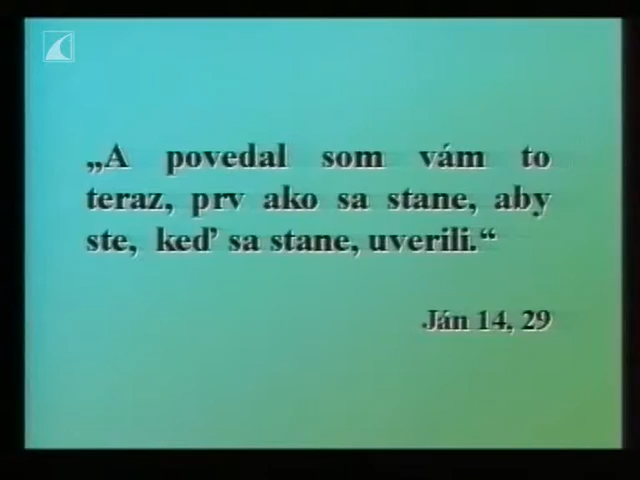 „A povedal som vám to
teraz, prv ako sa stane, aby
ste, keď sa stane, uverili.“
Ján 14, 29